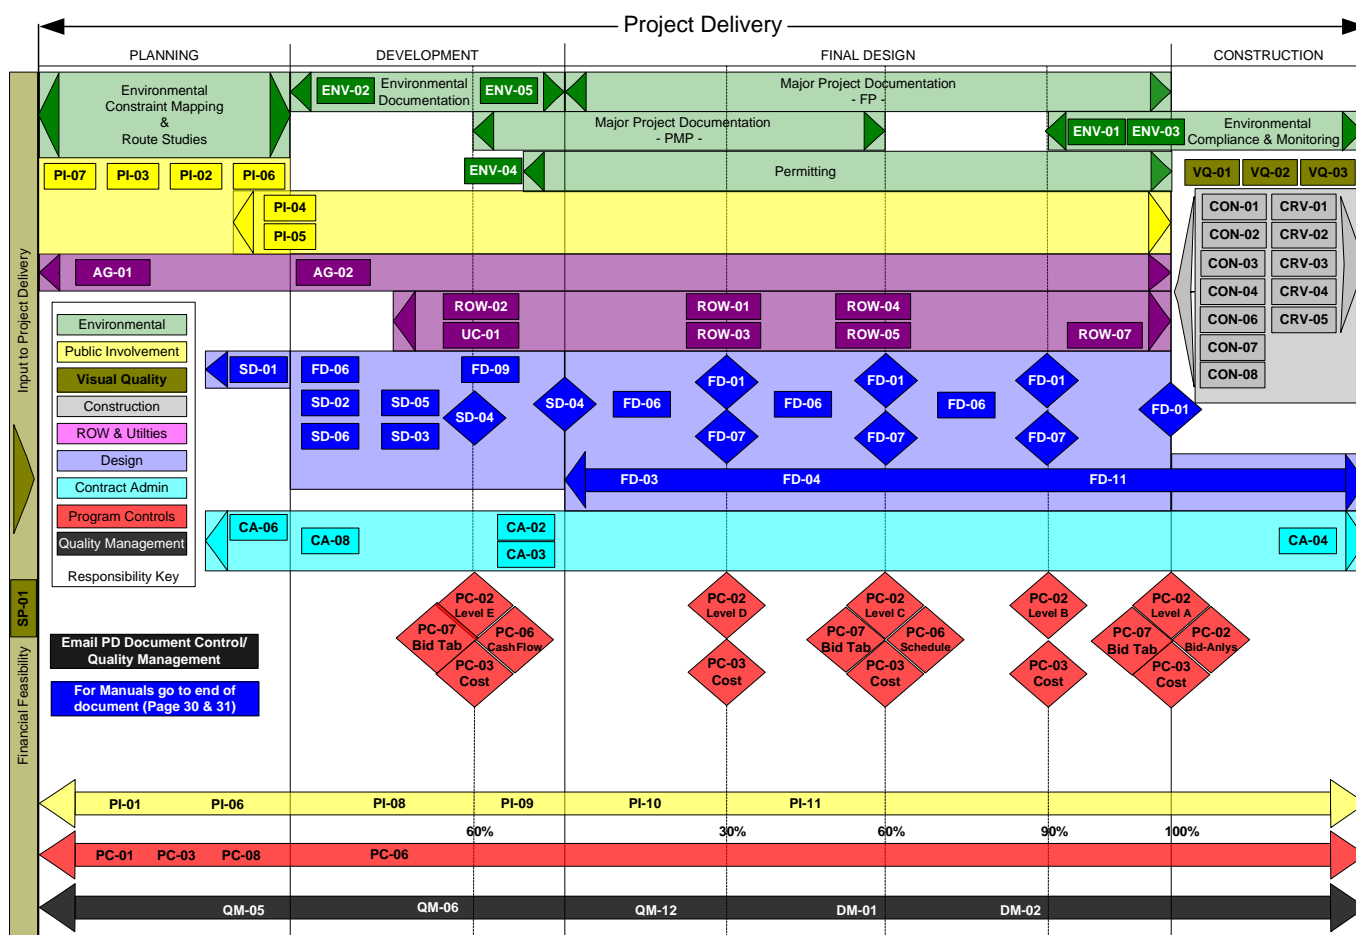 Project Delivery
PLANNING
DEVELOPMENT
FINAL DESIGN
CONSTRUCTION
Environmental
Constraint Mapping
&
Route Studies
ENV-02
Environmental
Documentation
ENV-05
Major Project Documentation
- FP -
Major Project Documentation
- PMP -
ENV-01
ENV-03
Environmental
Compliance & Monitoring
ENV-04
Permitting
PI-07
PI-03
PI-02
PI-06
VQ-01
VQ-02
VQ-03
PI-04
PI-05
CON-01
CRV-01
CON-02
CRV-02
CON-03
CRV-03
CON-04
CRV-04
CON-06
CRV-05
CON-07
CON-08
AG-01
AG-02
ROW-02
ROW-01
ROW-04
UC-01
ROW-03
ROW-05
ROW-07
Input to Project Delivery
Environmental
Public Involvement
Visual Quality
Construction
ROW & Utilties
Design
Contract Admin
Program Controls
Quality Management
Responsibility Key
SD-01
FD-06
FD-09
SD-02
SD-05
SD-04
SD-04
SD-06
SD-03
FD-06
FD-01
FD-07
FD-06
FD-01
FD-07
FD-06
FD-01
FD-07
FD-01
FD-03
FD-04
FD-11
CA-06
CA-08
CA-02
CA-03
CA-04
SP-01
Financial Feasibility
Email PD Document Control/
Quality Management
For Manuals go to end of
document (Page 30 & 31)
PC-02
Level E
PC-07
Bid Tab
PC-06
Cash Flow
PC-03
Cost
PC-02
Level D
PC-03
Cost
PC-02
Level C
PC-07
Bid Tab
PC-06
Schedule
PC-03
Cost
PC-02
Level B
PC-03
Cost
PC-02
Level A
PC-07
Bid Tab
PC-02
Bid-Anlys
PC-03
Cost
PI-01
PI-06
PI-08
PI-09
PI-10
PI-11
60%
30%
60%
90%
100%
PC-01
PC-03
PC-08
PC-06
QM-05
QM-06
QM-12
DM-01
DM-02